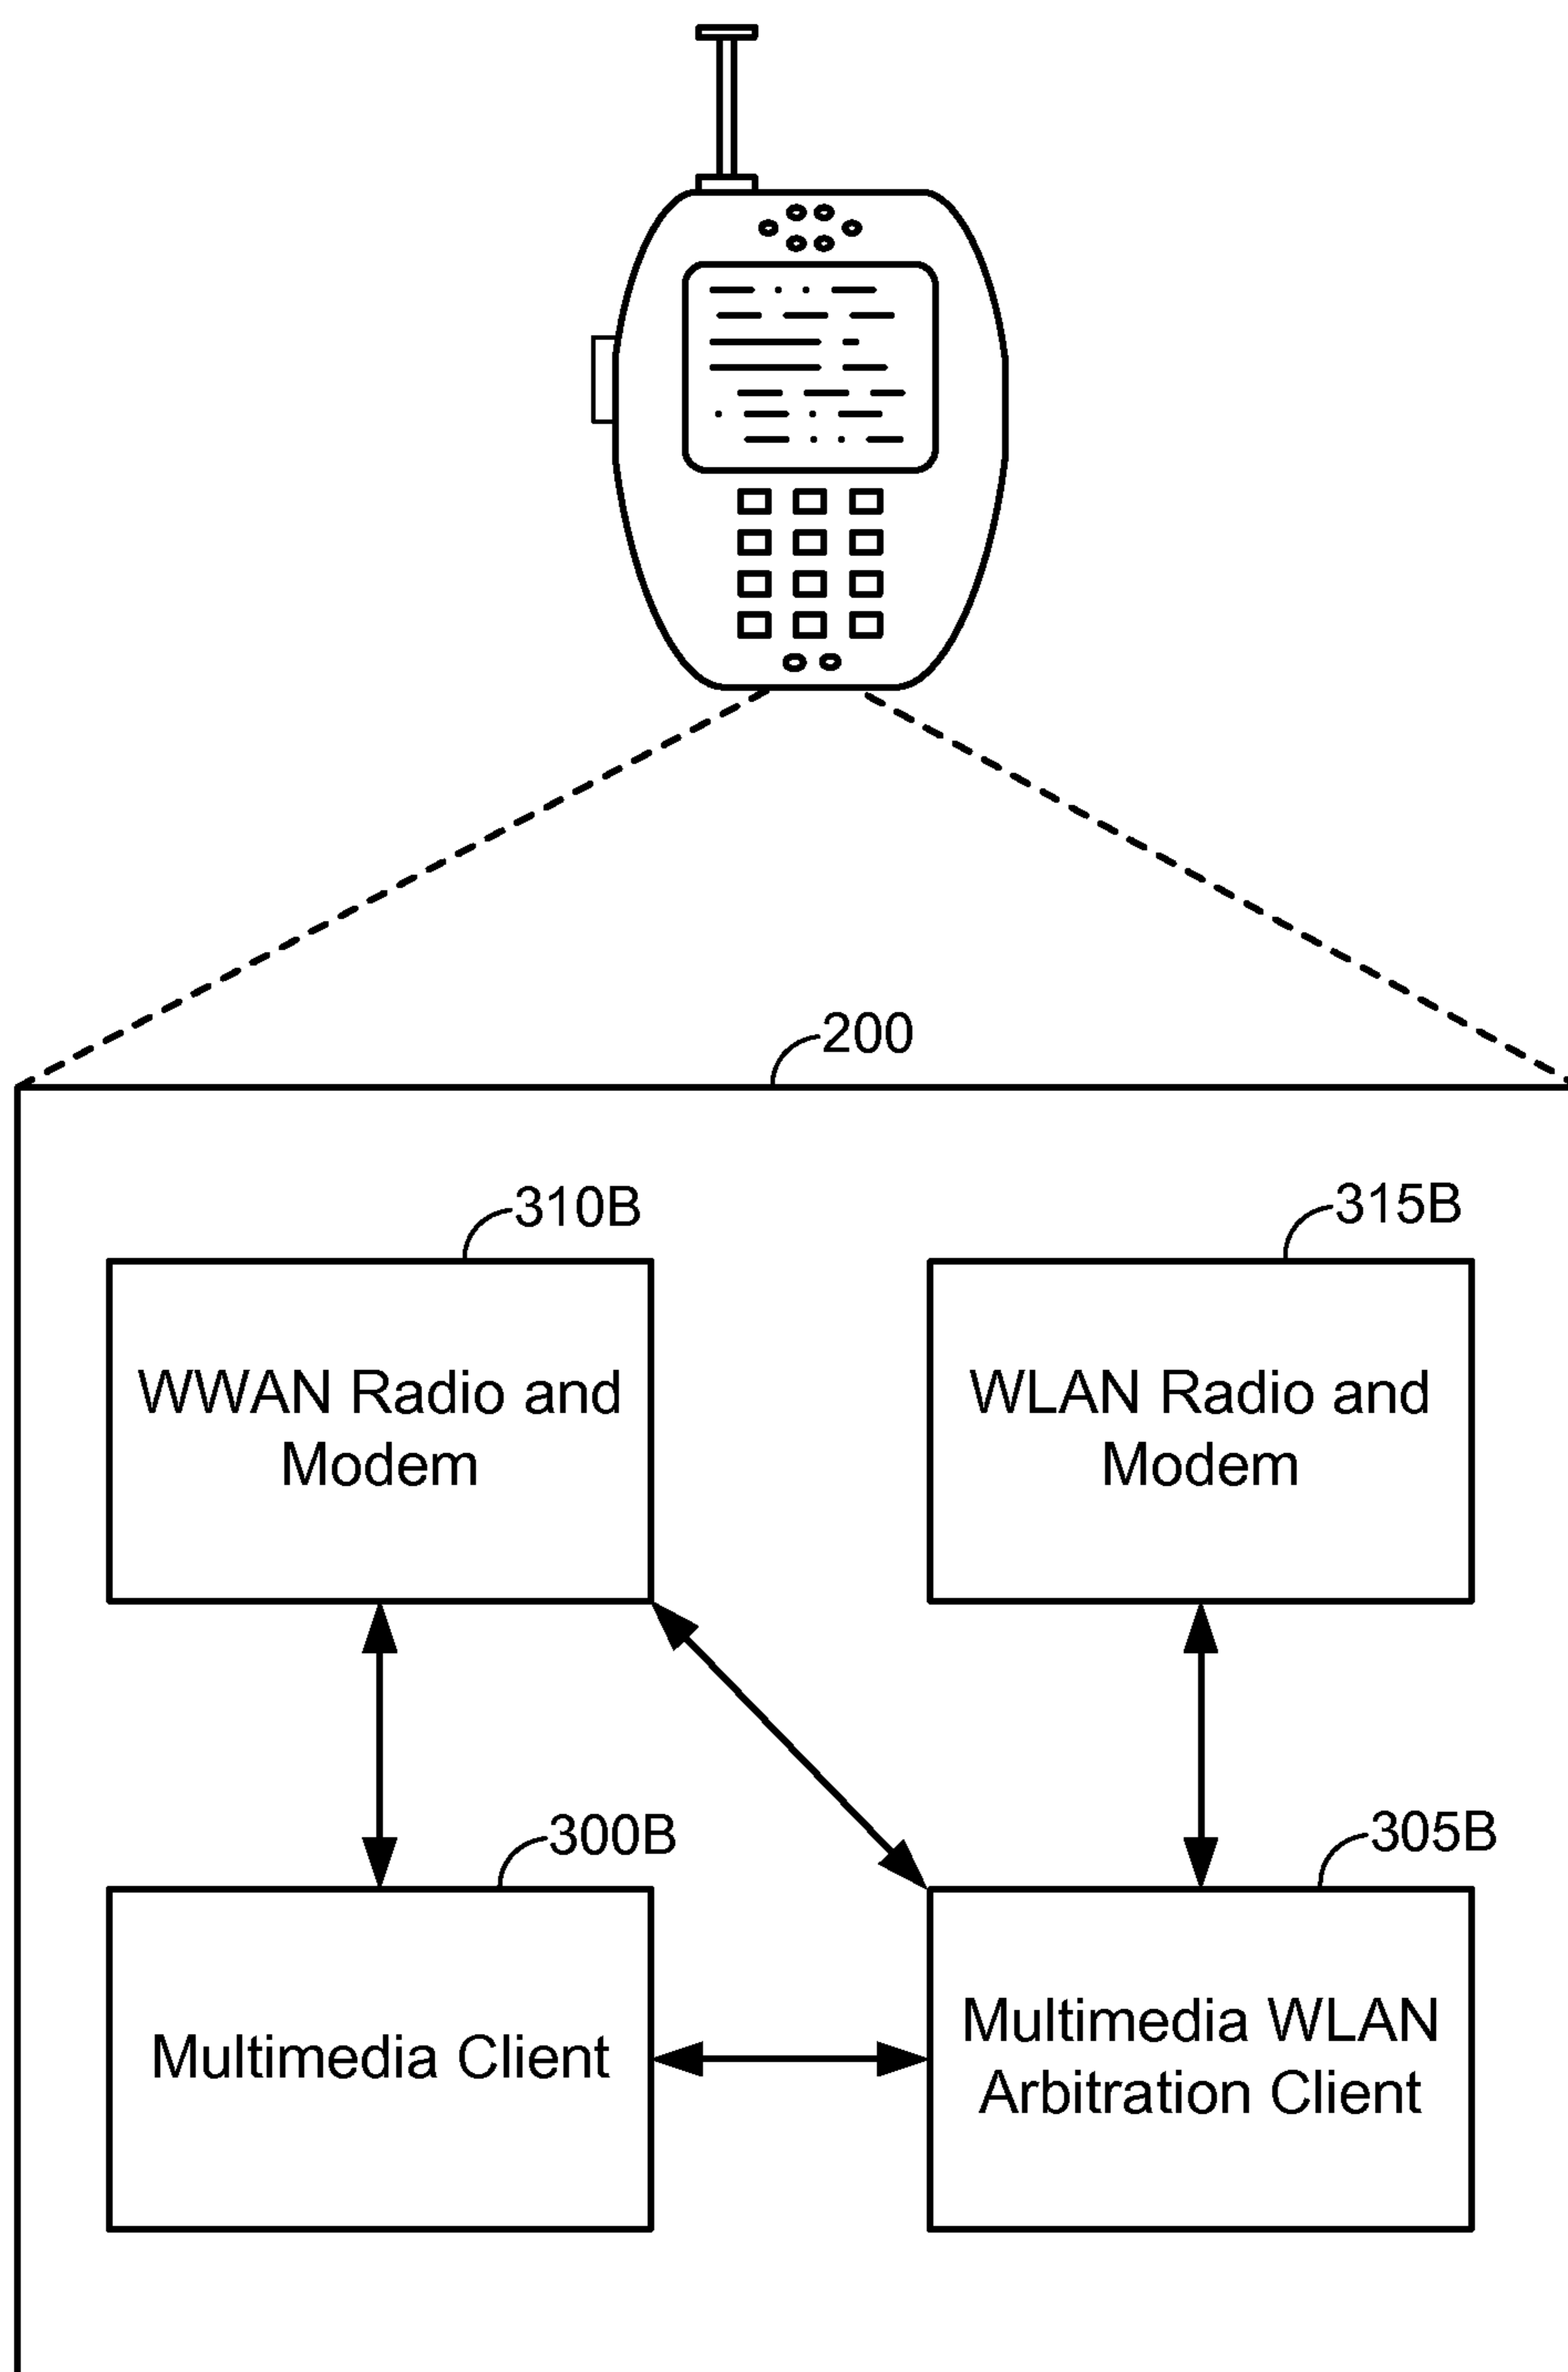 200
310B
315B
WWAN Radio and
Modem
WLAN Radio and
Modem
300B
305B
Multimedia Client
Multimedia WLAN
Arbitration Client